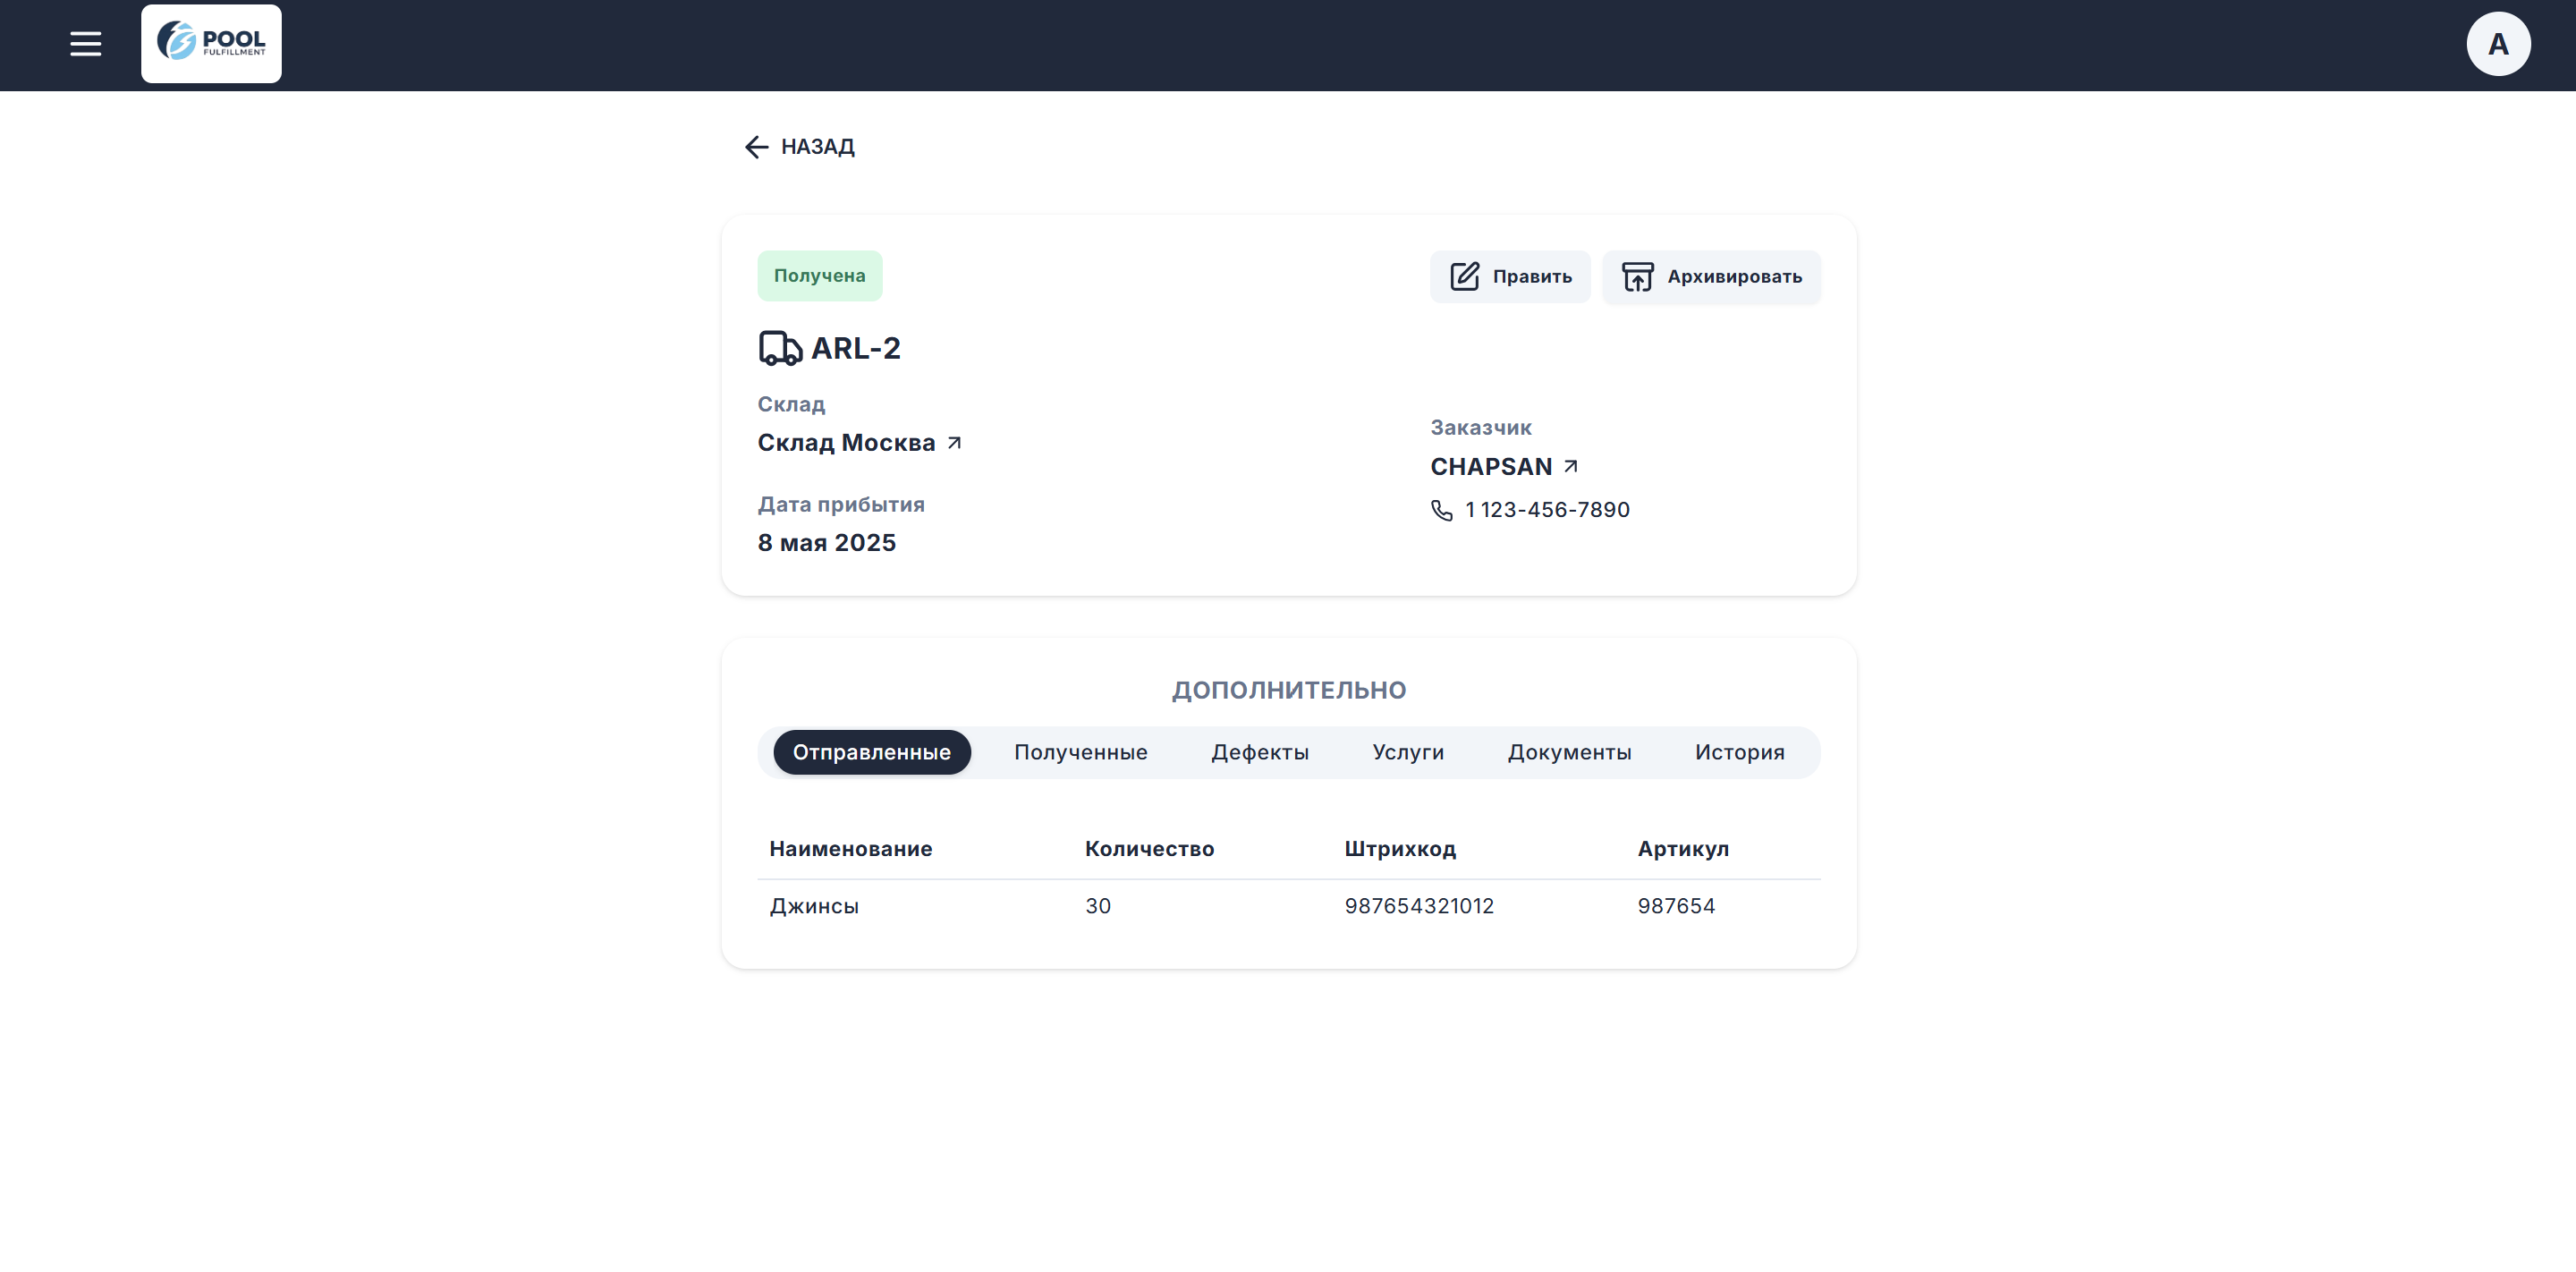 POOL
FULFILLMENT
A
НАЗАД
Получена
Править
Архивировать
ARL-2
Склад
Склад Москва
Дата прибытия
8 мая 2025
Заказчик
CHAPSAN
1 123-456-7890
ДОПОЛНИТЕЛЬНО
Отправленные Полученные Дефекты Услуги Документы История
Наименование Количество Штрихкод Артикул
Джинсы 30 987654321012 987654